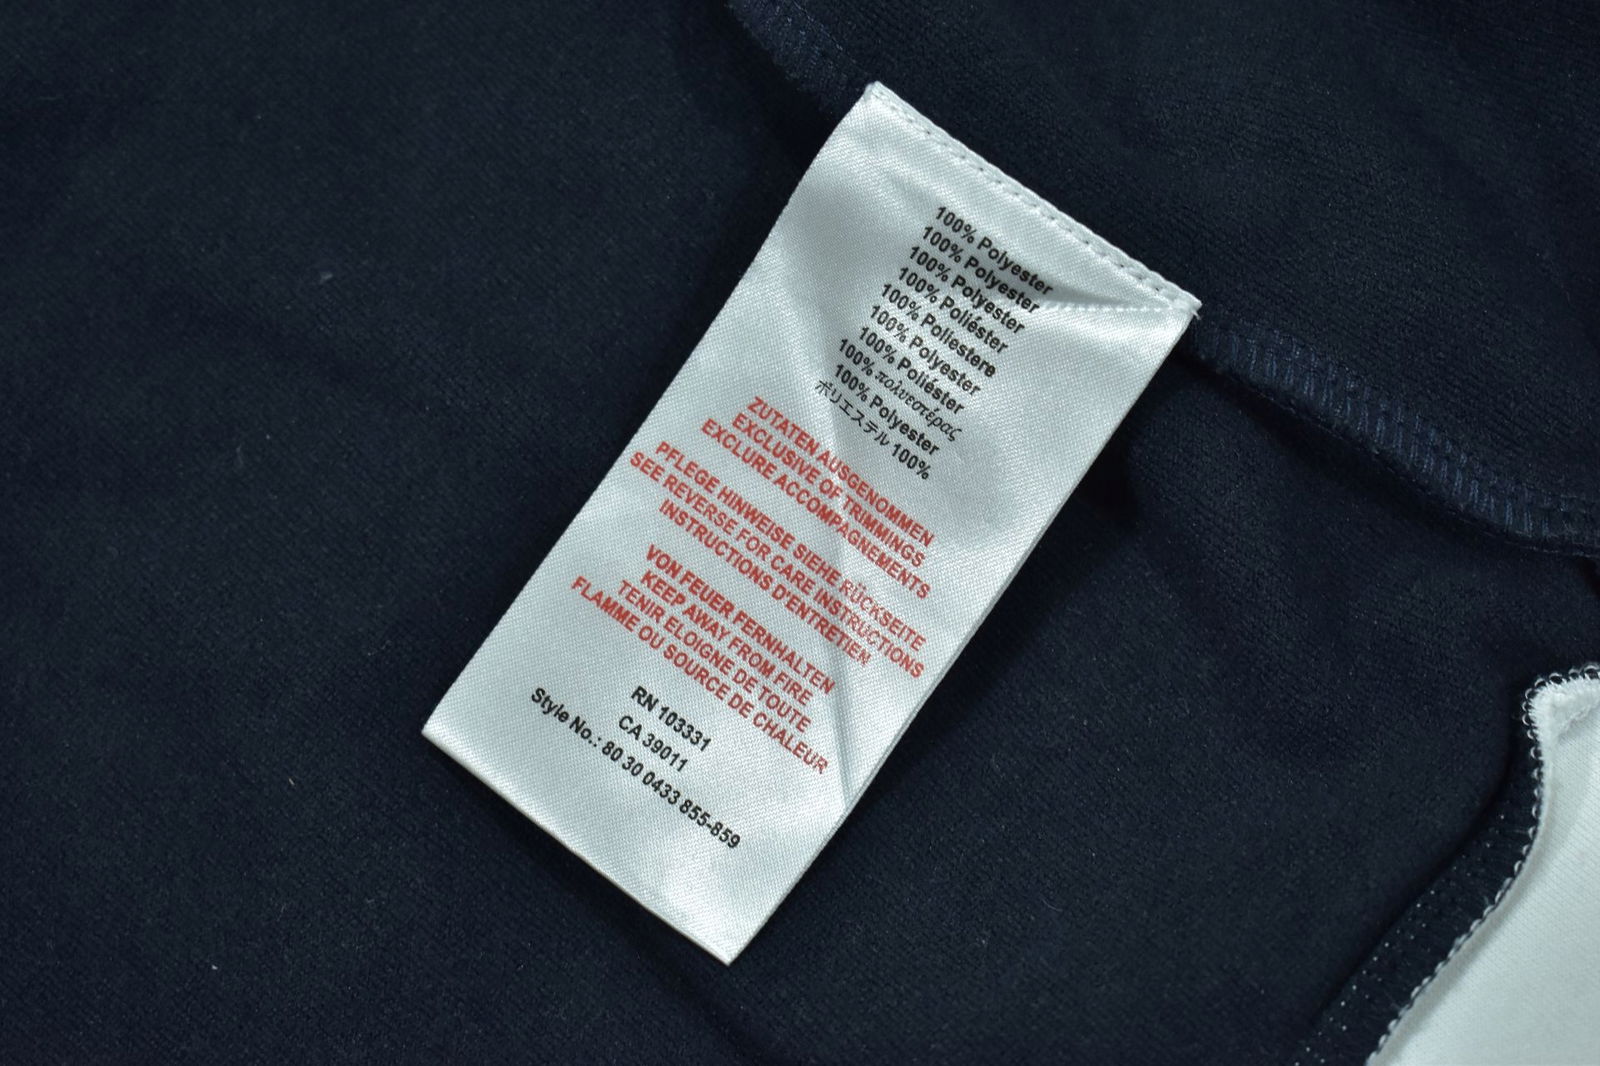 100% Polyester
100% Polyester
100% Polyester
100% Poliéster
100% Poliestere
100% Polyester
100% Poliéster
100% πολυεστέρας
100% Polyester
ポリエステル 100%
ZUTATEN AUSGENOMMEN
EXCLUSIVE OF TRIMMINGS
EXCLURE ACCOMPAGNEMENTS
PFLEGE HINWEISE SIEHE RÜCKSEITE
SEE REVERSE FOR CARE INSTRUCTIONS
INSTRUCTIONS D'ENTRETIEN
VON FEUER FERNHALTEN
KEEP AWAY FROM FIRE
TENIR ELOIGNE DE TOUTE
FLAMME OU SOURCE DE CHALEUR
RN 103331
CA 39011
Style No.: 80 30 0433 855-859